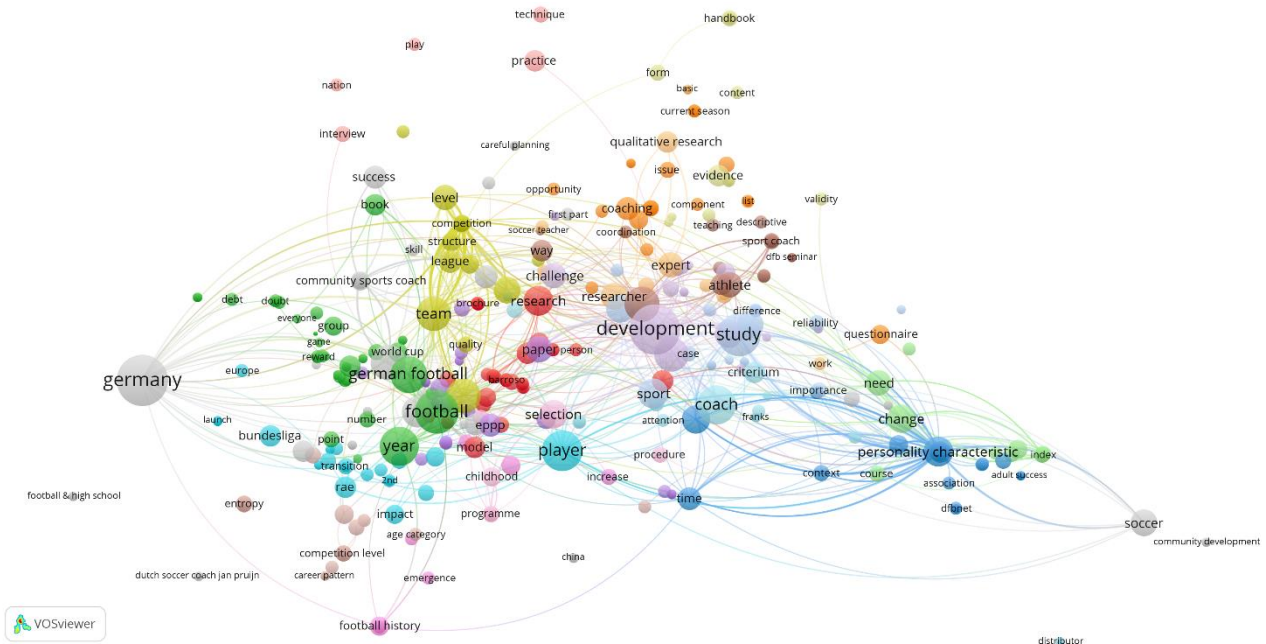 technique
handbook
play
practice
form
nation
basic
content
current season
interview
qualitative research
careful planning
success
issue
evidence
level
opportunity
book
validity
coaching
component
list
competition
first part
teaching
descriptive
soccer teacher
coordination
structure
sport coach
skill
way
league
dfb seminar
expert
community sports coach
challenge
athlete
debt
doubt
brochure
research
researcher
difference
everyone
team
group
development
study
reliability
questionnaire
game
quality
world cup
paper
person
case
reward
work
europe
germany
german football
barroso
criterium
need
sport
importance
football
coach
launch
number
eppp
selection
attention
franks
change
bundesliga
point
year
model
player
personality characteristic
index
procedure
transition
2nd
childhood
increase
context
course
adult success
rae
association
football & high school
time
entropy
impact
programme
dfbnet
soccer
age category
community development
competition level
china
dutch soccer coach jan pruijn
career pattern
emergence
football history
VOSviewer
distributor